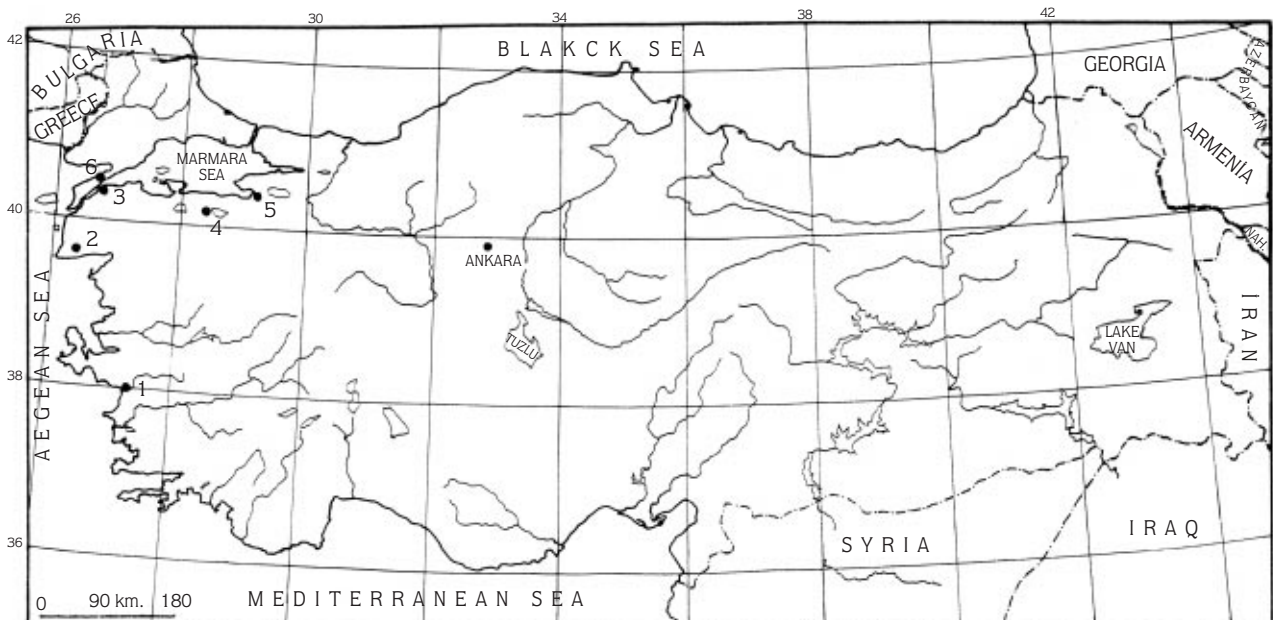 26 30 34 38 42
42
BLAKCK SEA
BULGARIA
GREECE
GEORGIA
AZERBAYCAN
ARMENİA
MARMARA
SEA
6
3
5
4
40
2
ANKARA
NAH.
AEGEAN SEA
TUZLU
LAKE
VAN
IRAN
38
1
36
SYRIA
IRAQ
0 90 km. 180
MEDITERRANEAN SEA